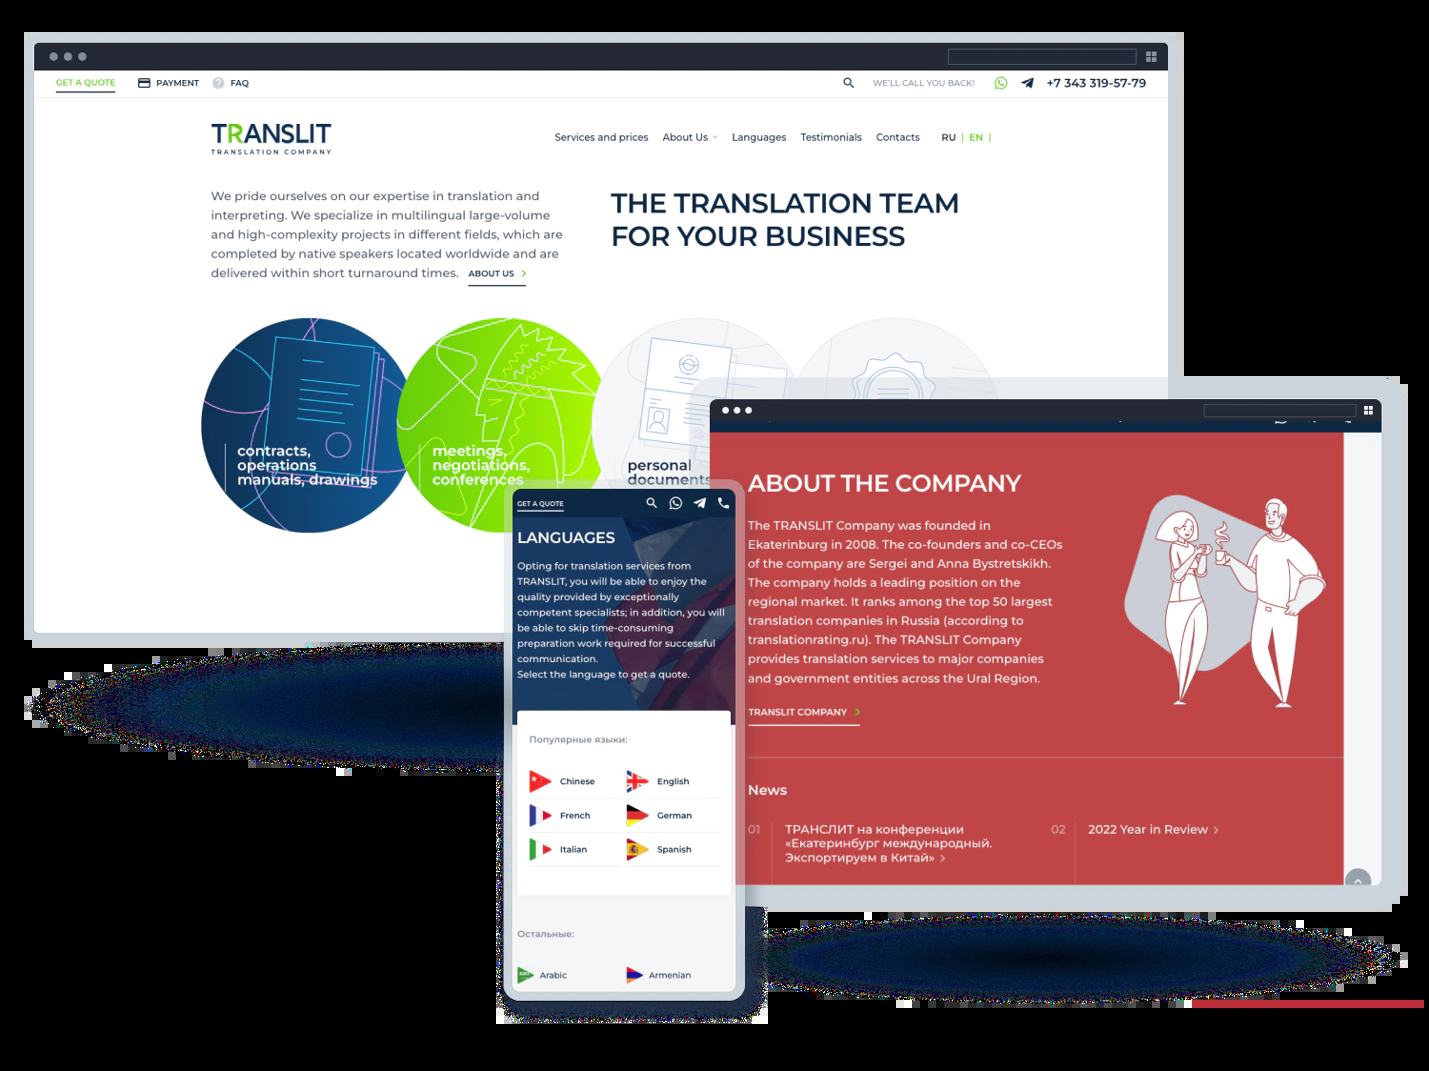 GET A QUOTE
PAYMENT
FAQ
WE'LL CALL YOU BACK!
+7 343 319-57-79
TRANSLIT
TRANSLATION COMPANY
Services and prices
About Us
Languages
Testimonials
Contacts
RU | EN |
We pride ourselves on our expertise in translation and
interpreting. We specialize in multilingual large-volume
and high-complexity projects in different fields, which are
completed by native speakers located worldwide and are
delivered within short turnaround times.
ABOUT US
THE TRANSLATION TEAM
FOR YOUR BUSINESS
contracts,
operations
manuals, drawings
meetings,
negotiations,
conferences
personal
documents
GET A QUOTE
LANGUAGES
Opting for translation services from
TRANSLIT, you will be able to enjoy the
quality provided by exceptionally
competent specialists; in addition, you will
be able to skip time-consuming
preparation work required for successful
communication.
Select the language to get a quote.
Популярные языки:
Chinese
English
French
German
Italian
Spanish
Остальные:
Arabic
Armenian
ABOUT THE COMPANY
The TRANSLIT Company was founded in
Ekaterinburg in 2008. The co-founders and co-CEOs
of the company are Sergei and Anna Bystretskikh.
The company holds a leading position on the
regional market. It ranks among the top 50 largest
translation companies in Russia (according to
translationrating.ru). The TRANSLIT Company
provides translation services to major companies
and government entities across the Ural Region.
TRANSLIT COMPANY
News
01
ТРАНСЛИТ на конференции
«Екатеринбург международный.
Экспортируем в Китай»
02
2022 Year in Review